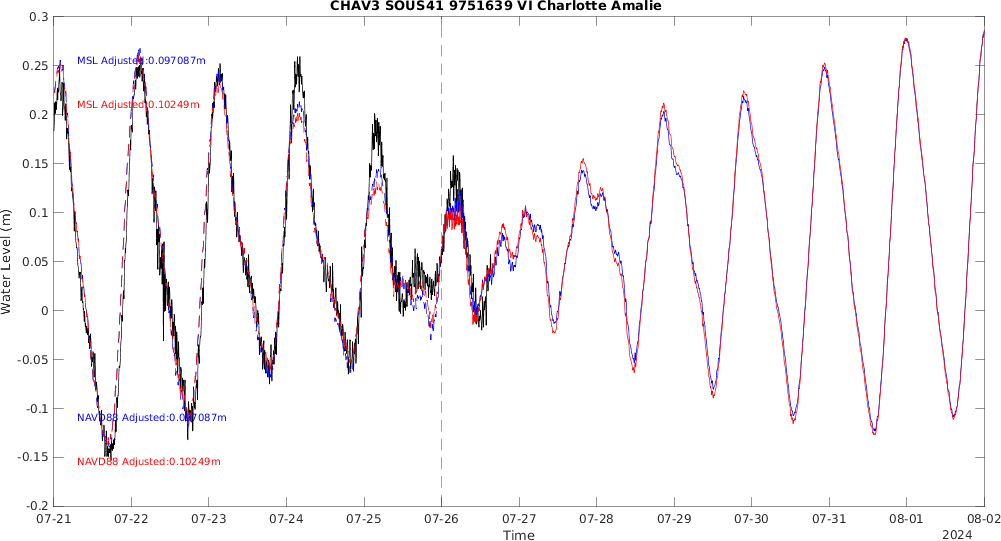 CHAV3 SOUS41 9751639 VI Charlotte Amalie
0.3
0.25
0.2
0.15
0.1
0.05
0
-0.05
-0.1
-0.15
-0.2
Water Level (m)
MSL Adjusted:0.097087m
MSL Adjusted:0.10249m
NAVD88 Adjusted:0.097087m
NAVD88 Adjusted:0.10249m
07-21 07-22 07-23 07-24 07-25 07-26 07-27 07-28 07-29 07-30 07-31 08-01 08-02
Time
2024